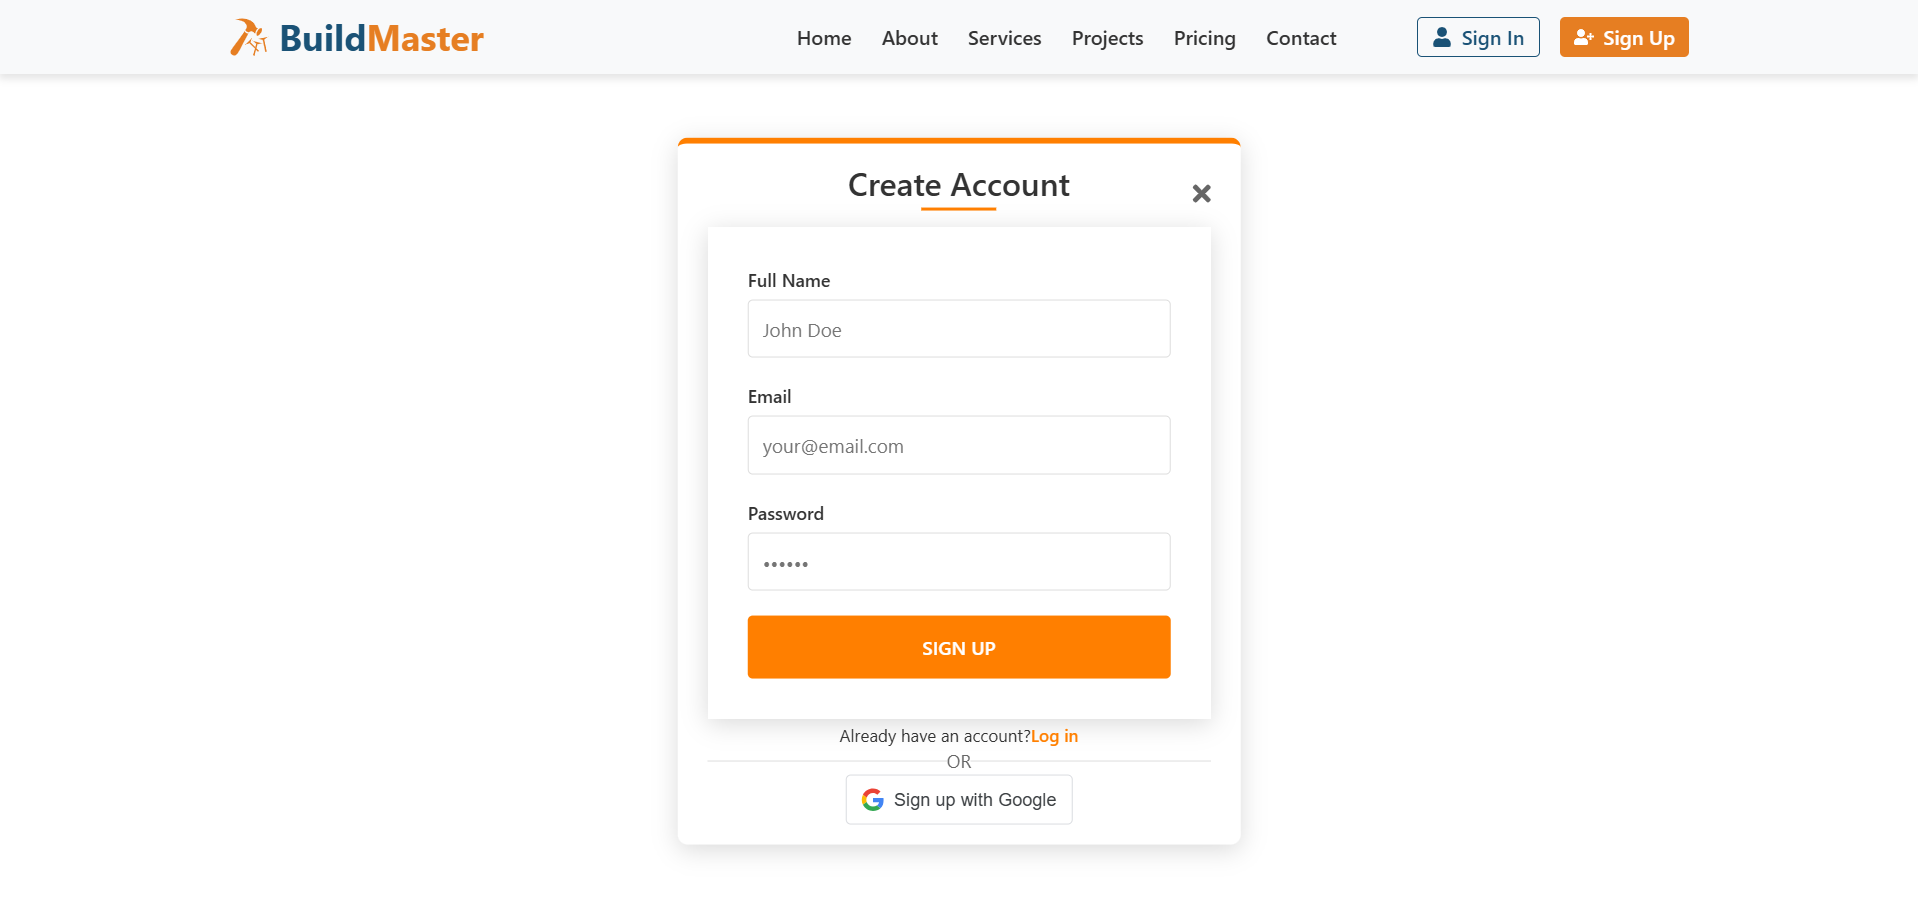 BuildMaster Home About Services Projects Pricing Contact Sign In Sign Up
Create Account
Full Name
John Doe
Email
your@email.com
Password
••••••
SIGN UP
Already have an account?Log in
OR
Sign up with Google